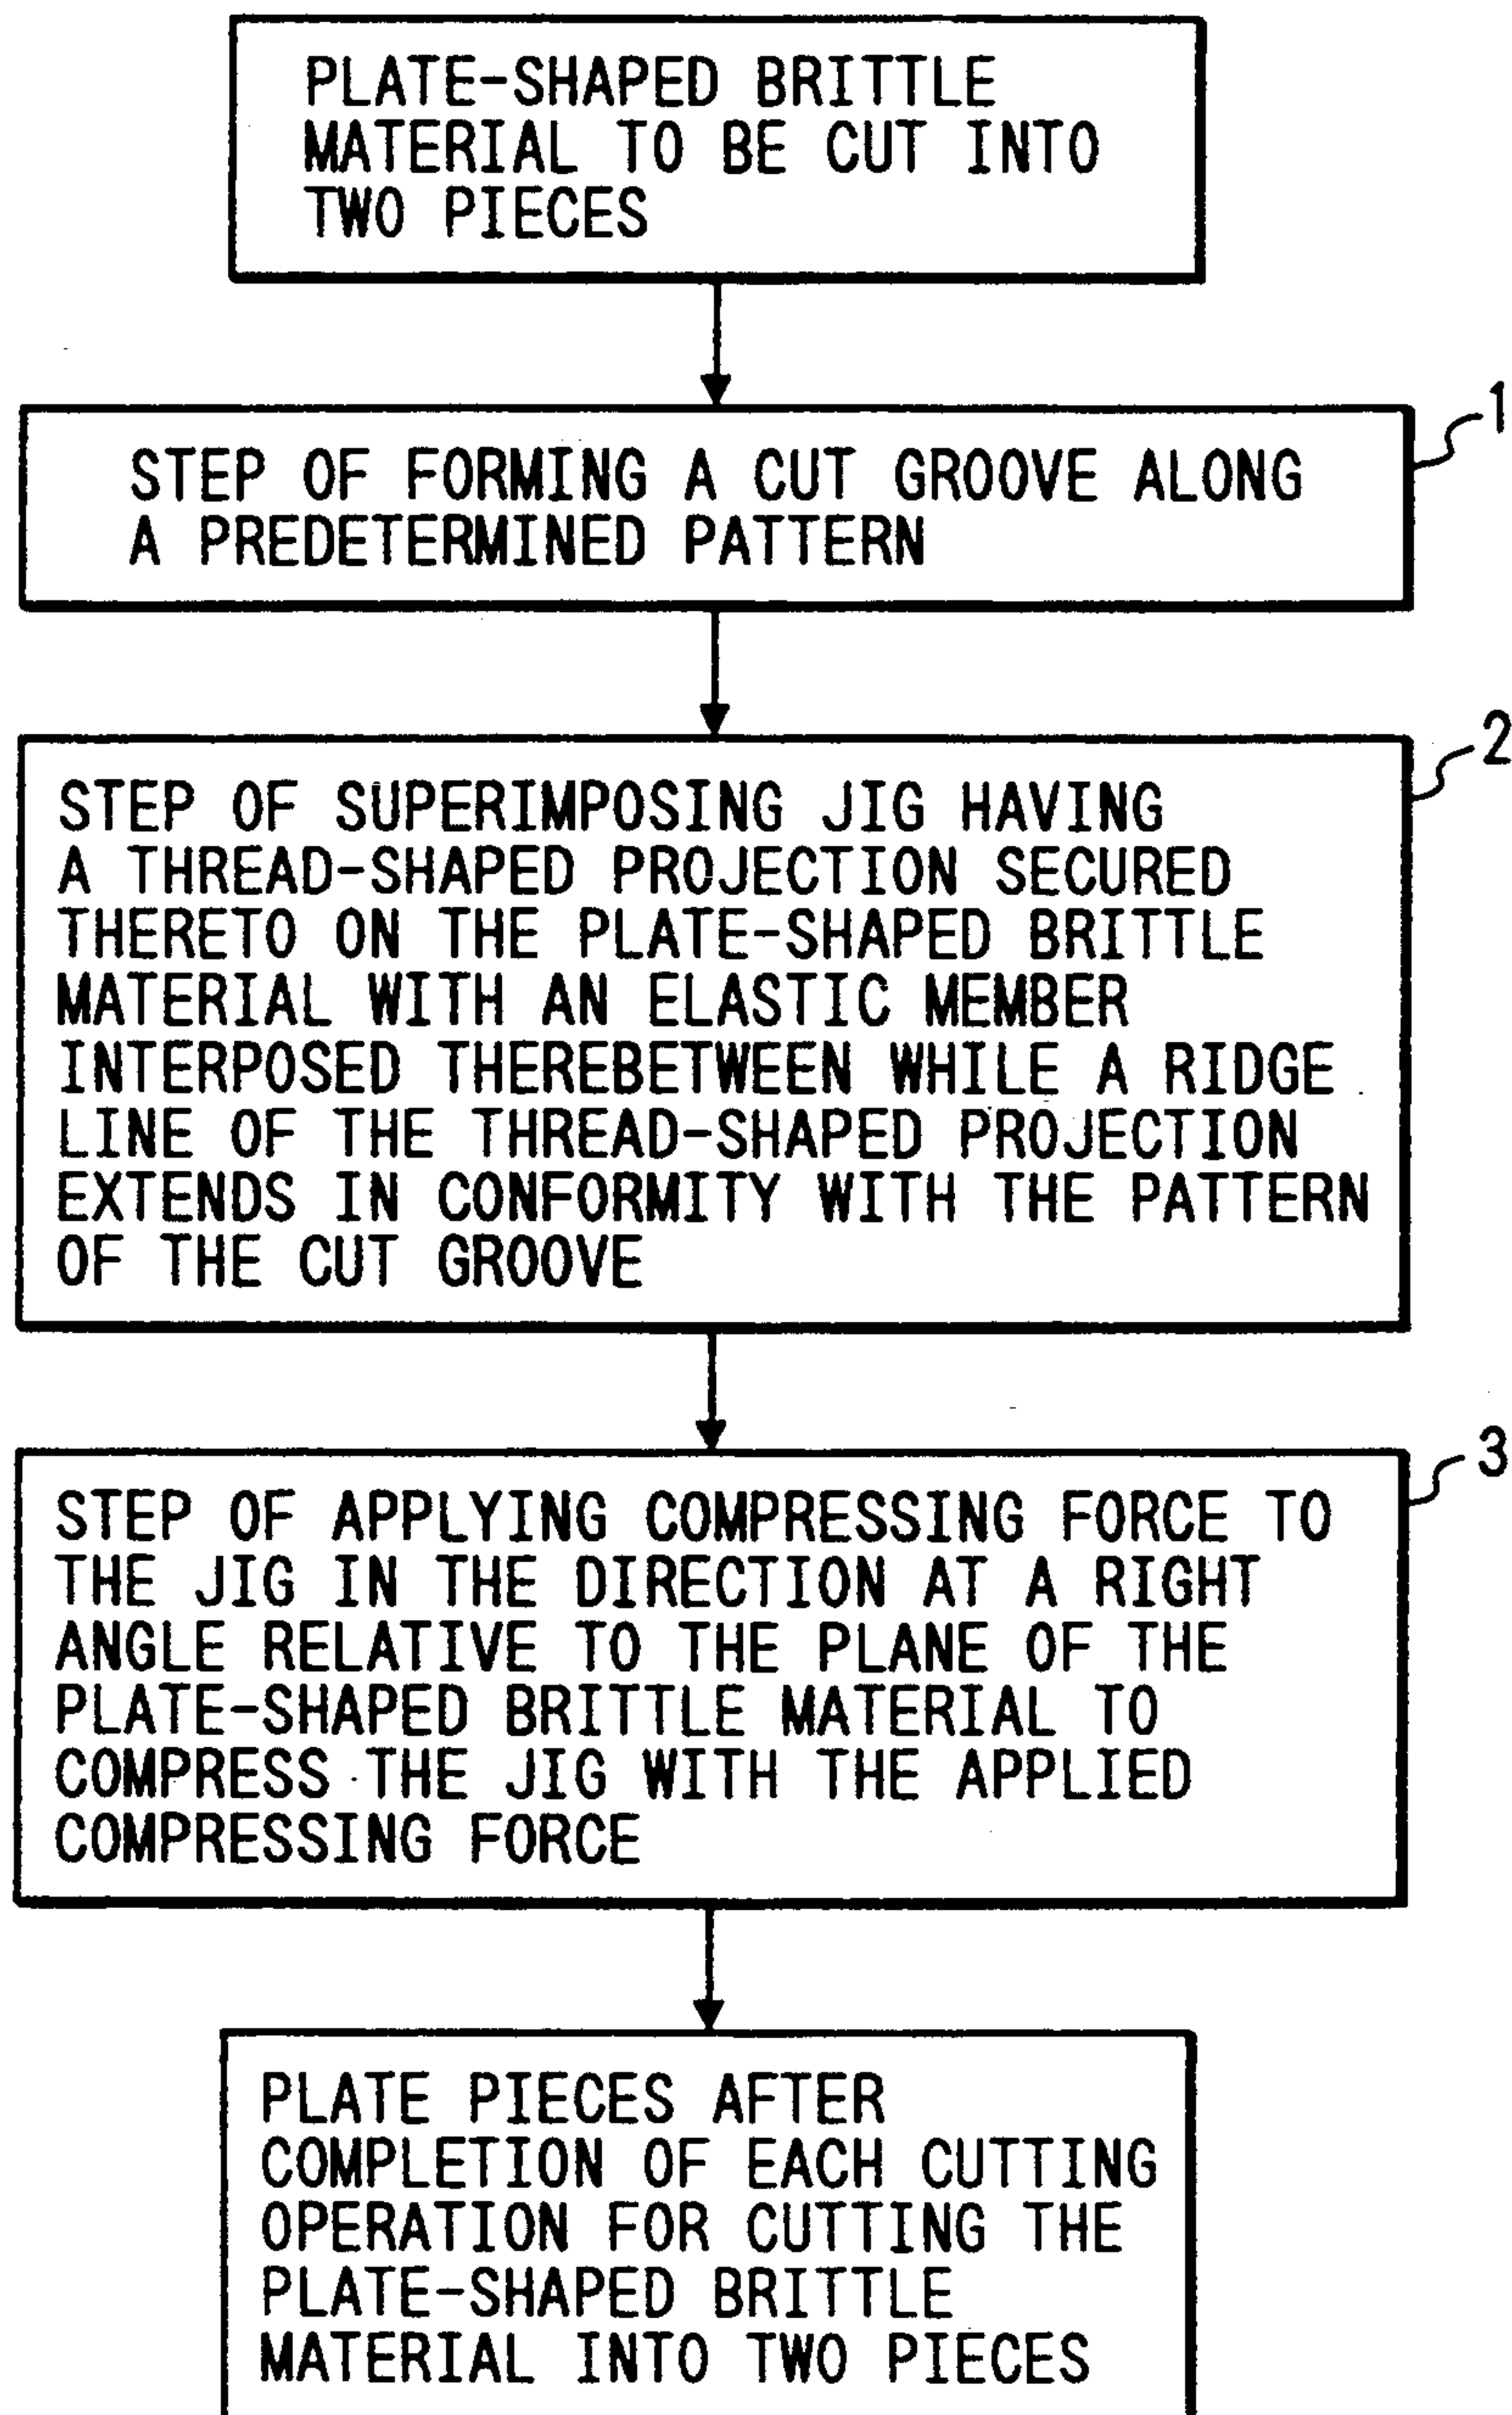 PLATE-SHAPED BRITTLE
MATERIAL TO BE CUT INTO
TWO PIECES
1
STEP OF FORMING A CUT GROOVE ALONG
A PREDETERMINED PATTERN
2
STEP OF SUPERIMPOSING JIG HAVING
A THREAD-SHAPED PROJECTION SECURED
THERETO ON THE PLATE-SHAPED BRITTLE
MATERIAL WITH AN ELASTIC MEMBER
INTERPOSED THEREBETWEEN WHILE A RIDGE
LINE OF THE THREAD-SHAPED PROJECTION
EXTENDS IN CONFORMITY WITH THE PATTERN
OF THE CUT GROOVE
3
STEP OF APPLYING COMPRESSING FORCE TO
THE JIG IN THE DIRECTION AT A RIGHT
ANGLE RELATIVE TO THE PLANE OF THE
PLATE-SHAPED BRITTLE MATERIAL TO
COMPRESS THE JIG WITH THE APPLIED
COMPRESSING FORCE
PLATE PIECES AFTER
COMPLETION OF EACH CUTTING
OPERATION FOR CUTTING THE
PLATE-SHAPED BRITTLE
MATERIAL INTO TWO PIECES